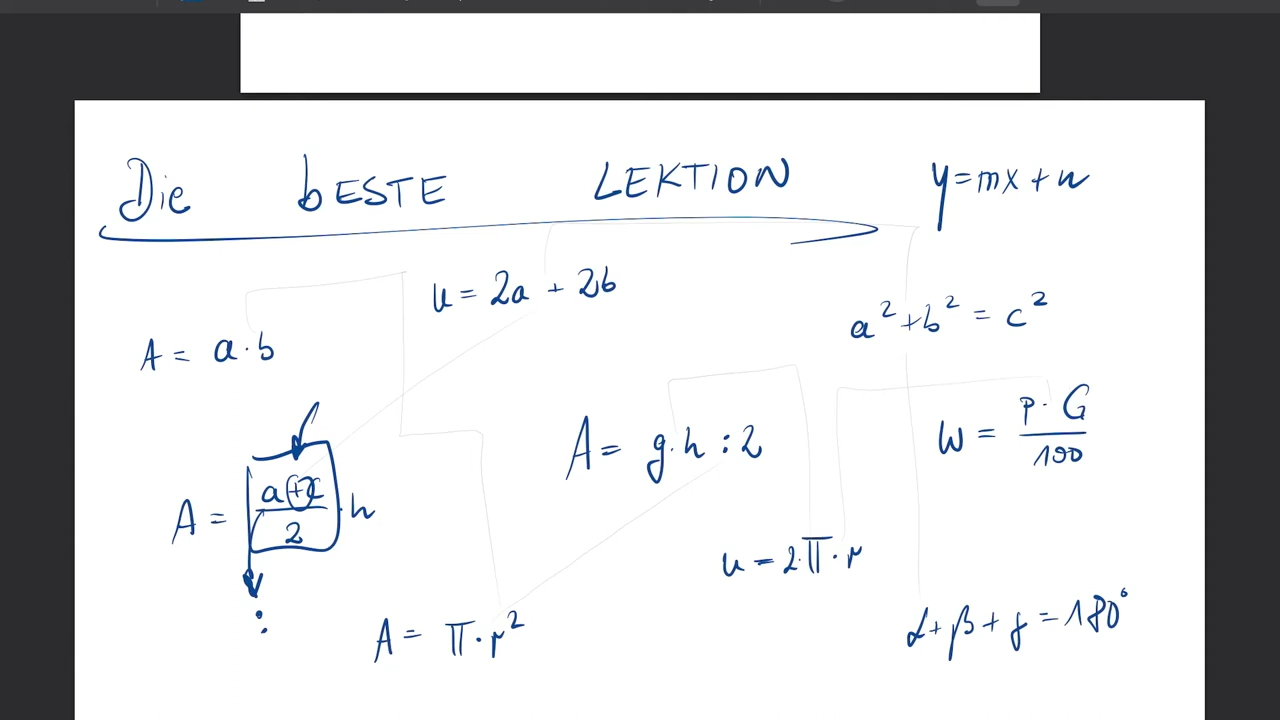 Die bESTE LEKTION
y = mx + n
u = 2a + 2b
a² + b² = c²
A = a · b
A = g · h : 2
W = p · G / 100
A = (a + c) / 2 · h
:
u = 2 · π · r
A = π · r²
α + β + γ = 180°